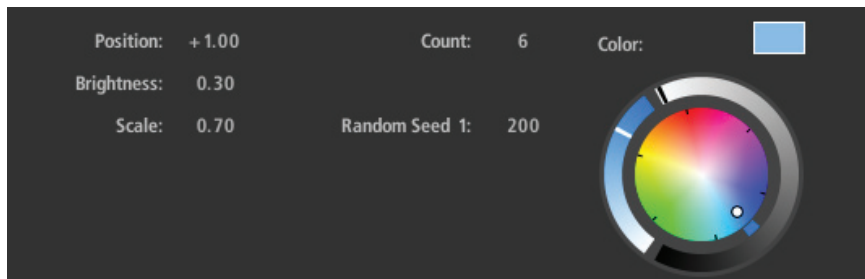 Position: +1.00 Count: 6 Color:
Brightness: 0.30
Scale: 0.70 Random Seed 1: 200